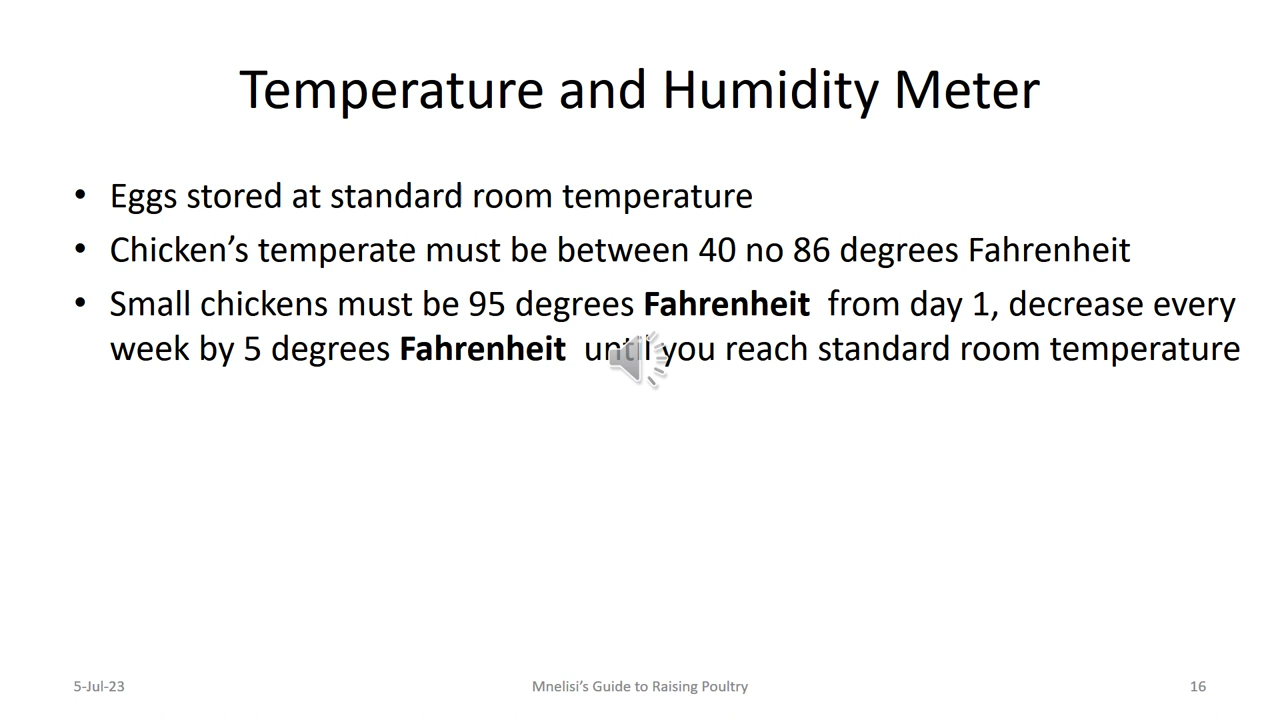 Temperature and Humidity Meter
• Eggs stored at standard room temperature
• Chicken’s temperate must be between 40 no 86 degrees Fahrenheit
• Small chickens must be 95 degrees Fahrenheit from day 1, decrease every
week by 5 degrees Fahrenheit until you reach standard room temperature
5-Jul-23
Mnelisi’s Guide to Raising Poultry
16